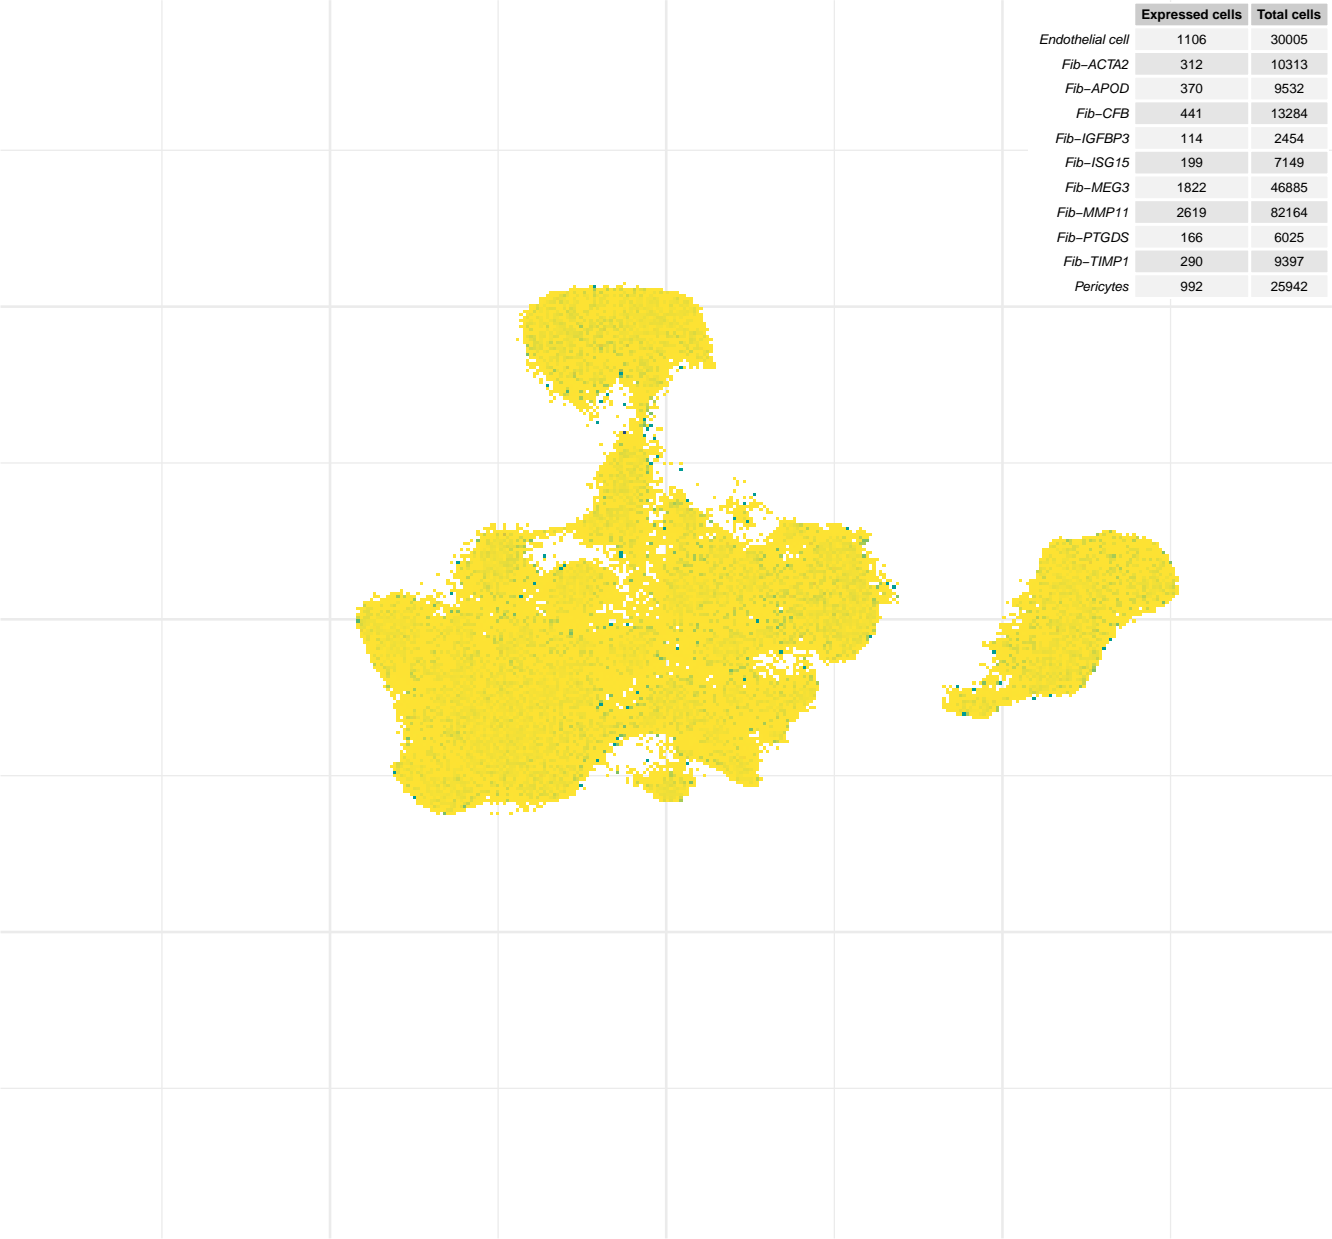 Expressed cells Total cells
Endothelial cell 1106 30005
Fib−ACTA2 312 10313
Fib−APOD 370 9532
Fib−CFB 441 13284
Fib−IGFBP3 114 2454
Fib−ISG15 199 7149
Fib−MEG3 1822 46885
Fib−MMP11 2619 82164
Fib−PTGDS 166 6025
Fib−TIMP1 290 9397
Pericytes 992 25942